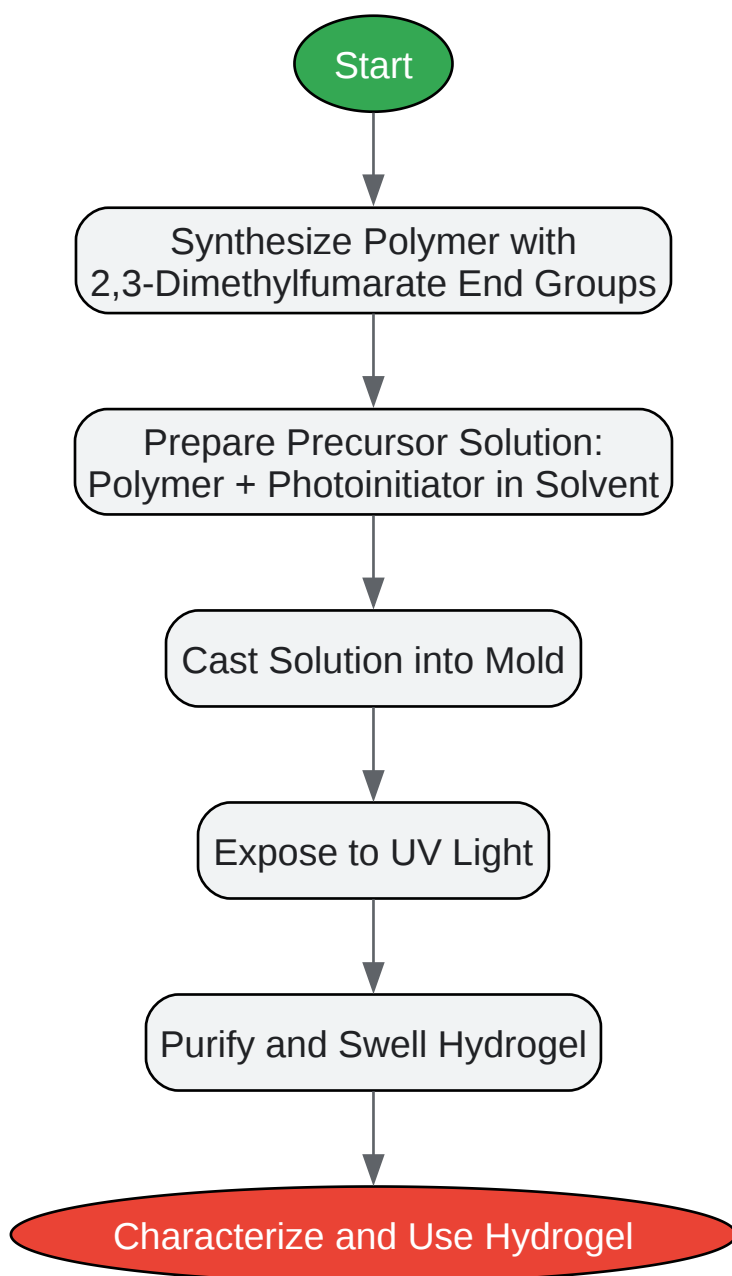 Start
Synthesize Polymer with
2,3-Dimethylfumarate End Groups
Prepare Precursor Solution:
Polymer + Photoinitiator in Solvent
Cast Solution into Mold
Expose to UV Light
Purify and Swell Hydrogel
Characterize and Use Hydrogel